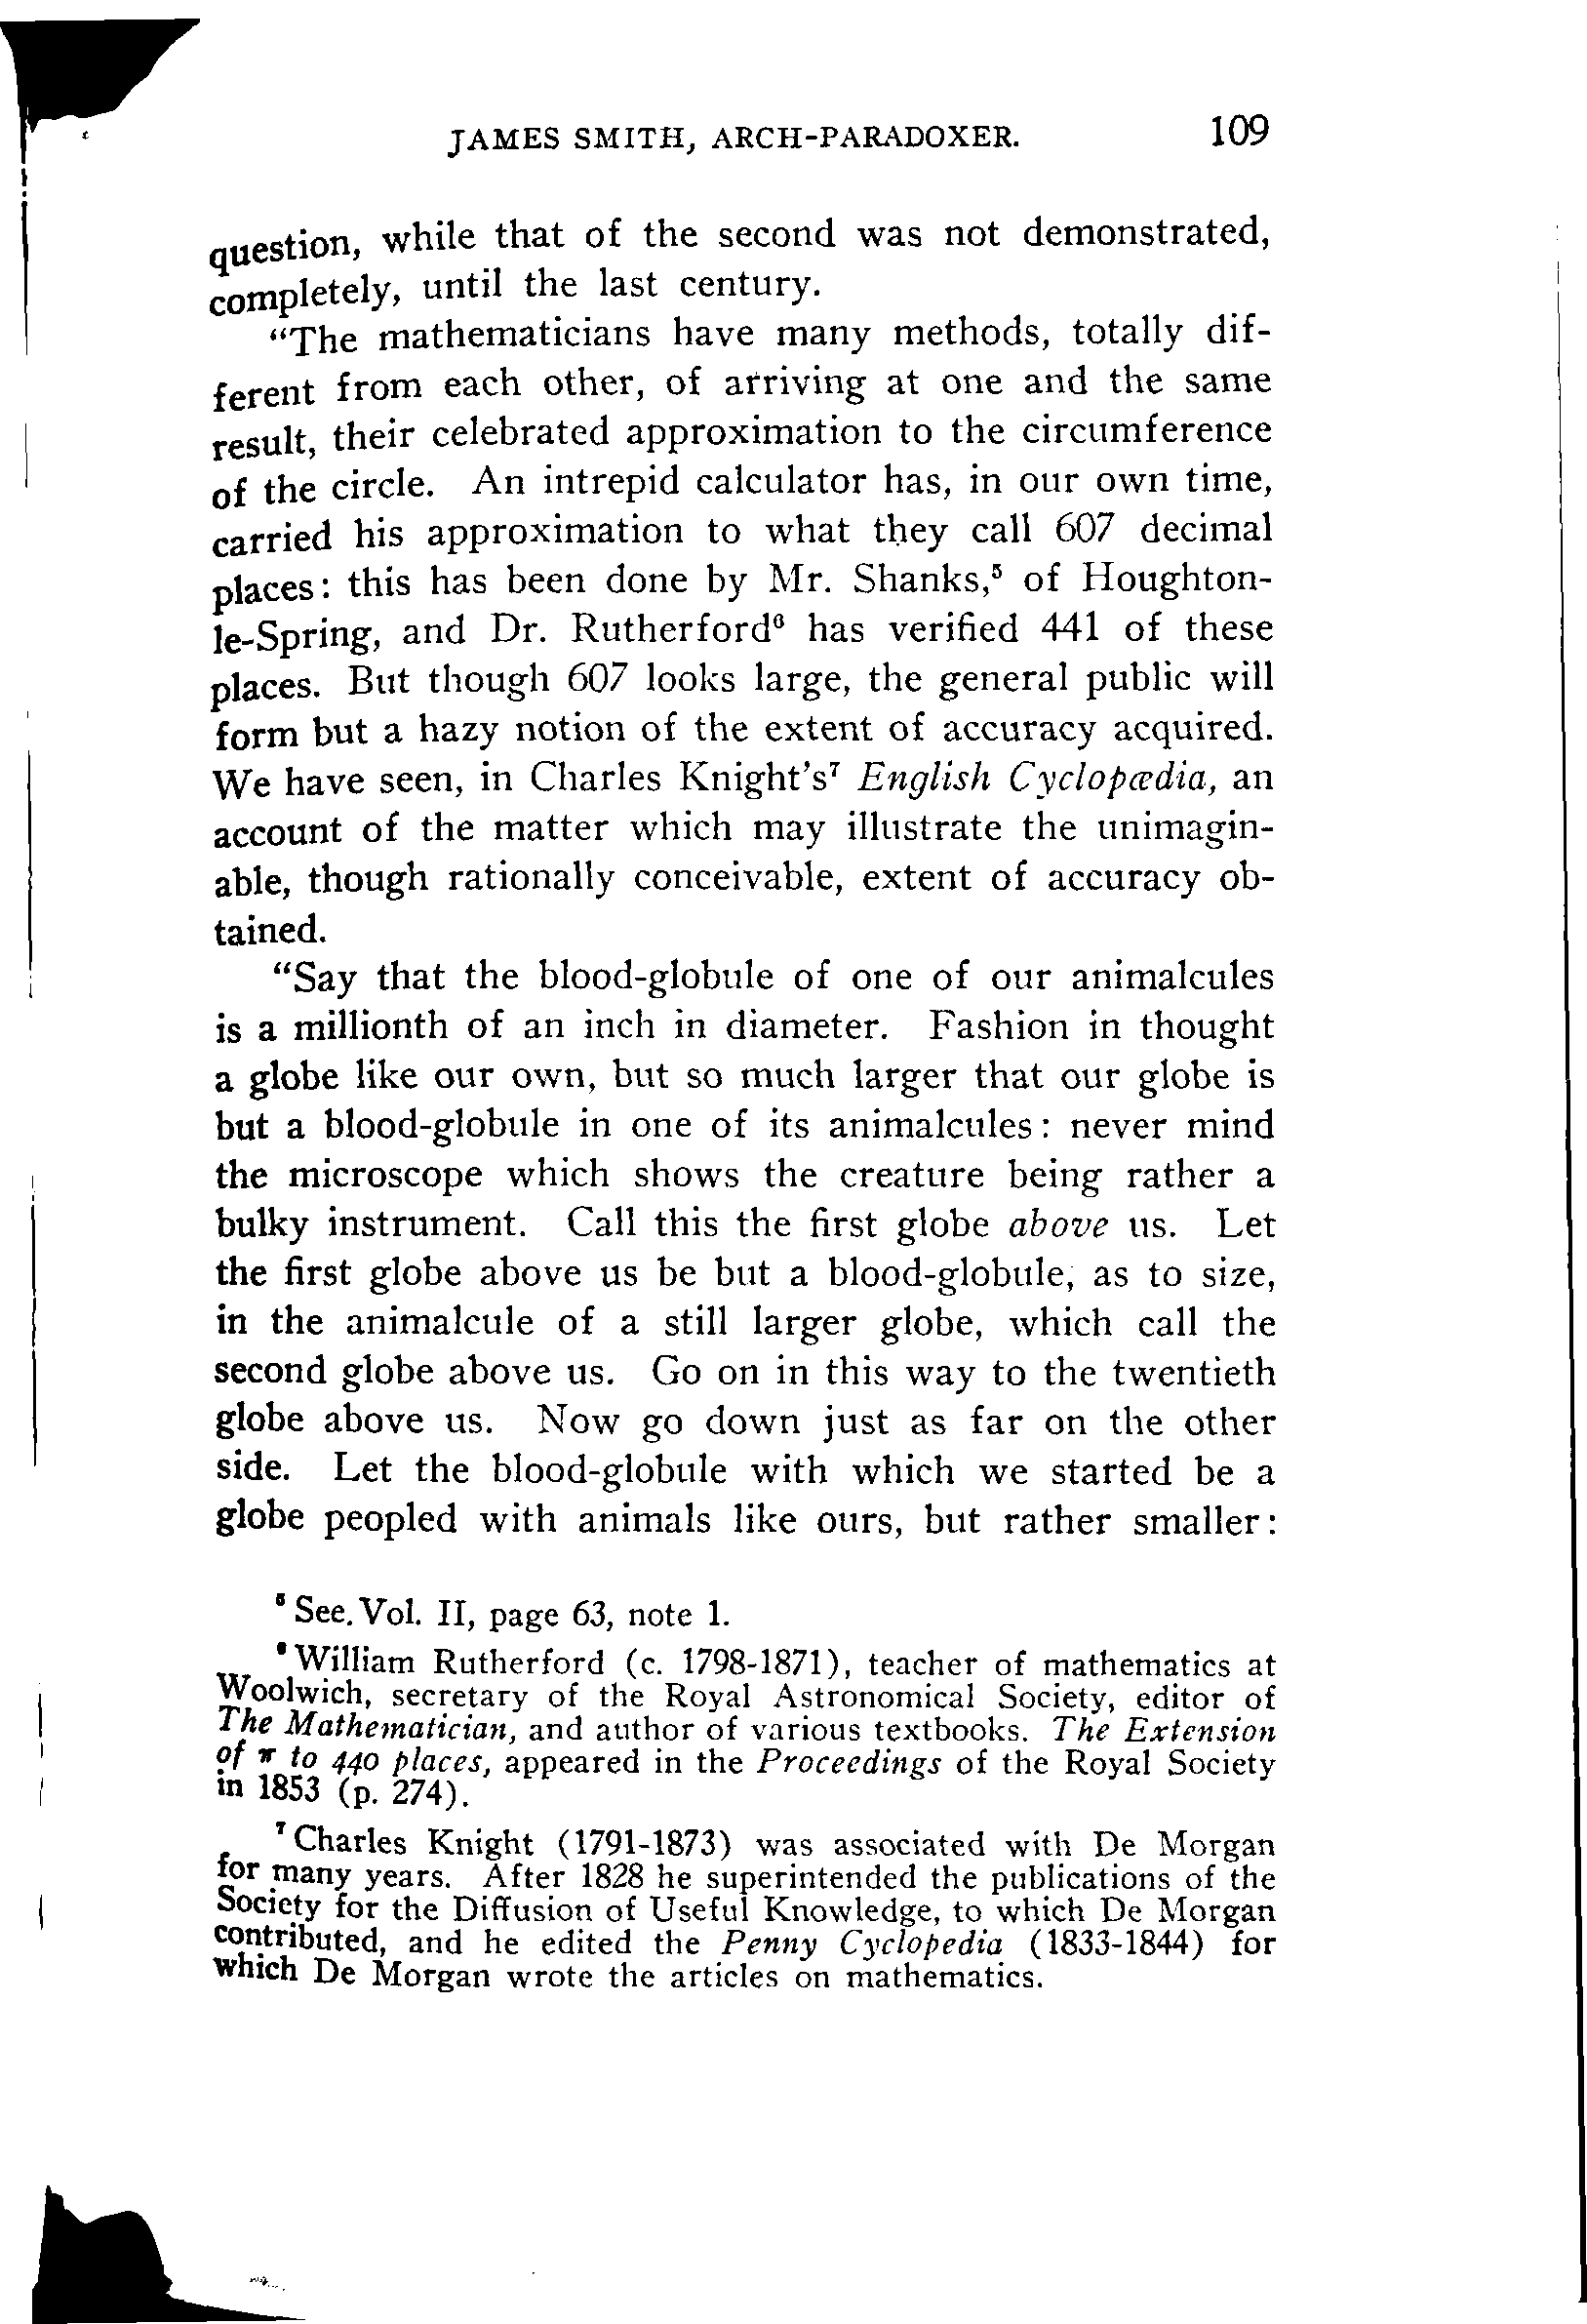 JAMES SMITH, ARCH-PARADOXER. 109
question, while that of the second was not demonstrated,
completely, until the last century.
“The mathematicians have many methods, totally dif-
ferent from each other, of arriving at one and the same
result, their celebrated approximation to the circumference
of the circle. An intrepid calculator has, in our own time,
carried his approximation to what they call 607 decimal
places: this has been done by Mr. Shanks,⁵ of Houghton-
le-Spring, and Dr. Rutherford⁶ has verified 441 of these
places. But though 607 looks large, the general public will
form but a hazy notion of the extent of accuracy acquired.
We have seen, in Charles Knight's⁷ English Cyclopædia, an
account of the matter which may illustrate the unimagin-
able, though rationally conceivable, extent of accuracy ob-
tained.
“Say that the blood-globule of one of our animalcules
is a millionth of an inch in diameter. Fashion in thought
a globe like our own, but so much larger that our globe is
but a blood-globule in one of its animalcules: never mind
the microscope which shows the creature being rather a
bulky instrument. Call this the first globe above us. Let
the first globe above us be but a blood-globule, as to size,
in the animalcule of a still larger globe, which call the
second globe above us. Go on in this way to the twentieth
globe above us. Now go down just as far on the other
side. Let the blood-globule with which we started be a
globe peopled with animals like ours, but rather smaller:
⁵ See. Vol. II, page 63, note 1.
⁶ William Rutherford (c. 1798-1871), teacher of mathematics at
Woolwich, secretary of the Royal Astronomical Society, editor of
The Mathematician, and author of various textbooks. The Extension
of π to 440 places, appeared in the Proceedings of the Royal Society
in 1853 (p. 274).
⁷ Charles Knight (1791-1873) was associated with De Morgan
for many years. After 1828 he superintended the publications of the
Society for the Diffusion of Useful Knowledge, to which De Morgan
contributed, and he edited the Penny Cyclopedia (1833-1844) for
which De Morgan wrote the articles on mathematics.